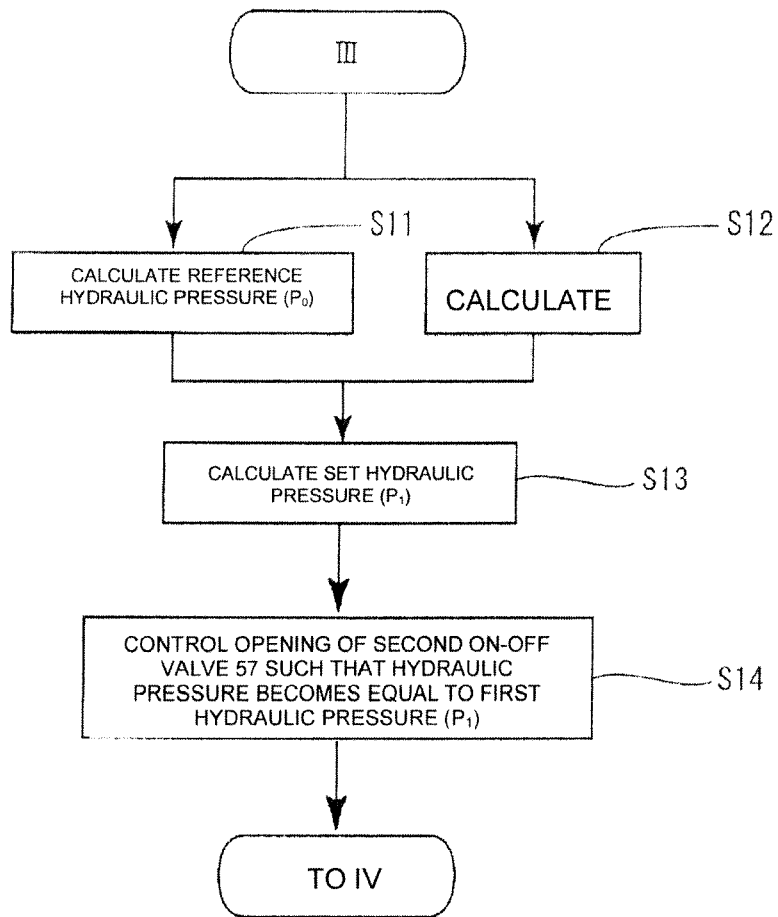 III
S11
S12
CALCULATE REFERENCE
HYDRAULIC PRESSURE (P₀)
CALCULATE
CALCULATE SET HYDRAULIC
PRESSURE (P₁)
S13
CONTROL OPENING OF SECOND ON-OFF
VALVE 57 SUCH THAT HYDRAULIC
PRESSURE BECOMES EQUAL TO FIRST
HYDRAULIC PRESSURE (P₁)
S14
TO IV